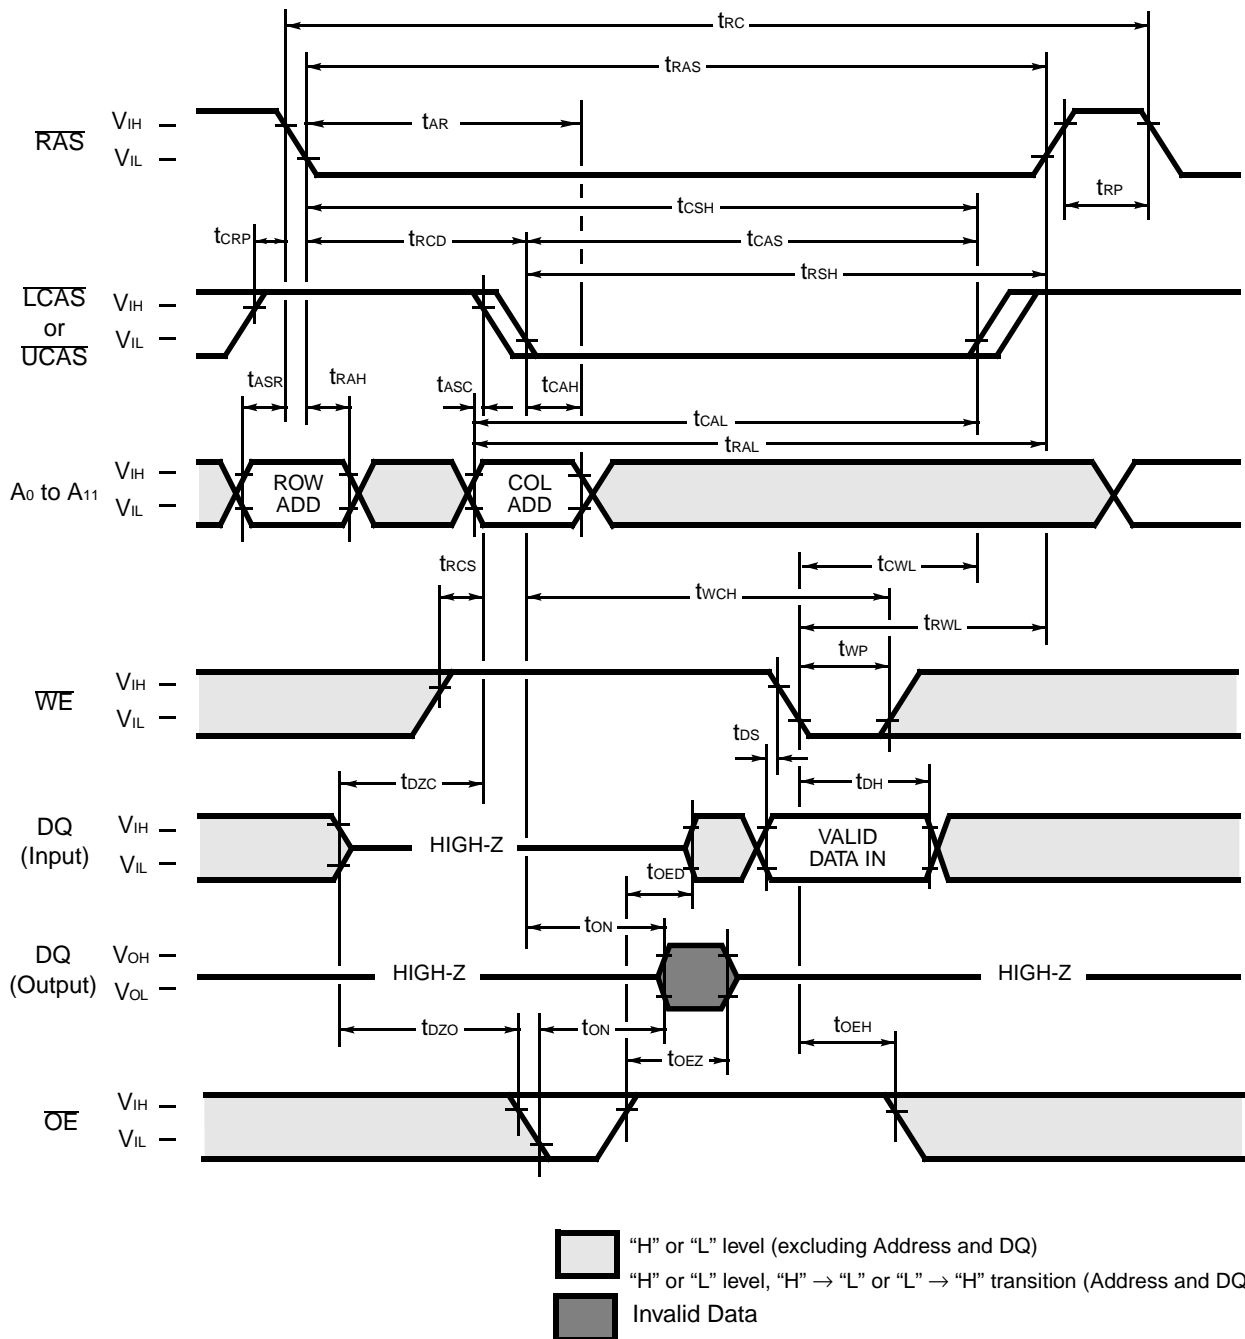 tRC
tRAS
tAR
RAS
VIH
VIL
tRP
tCSH
tCRP
tRCD
tCAS
tRSH
LCAS
or
UCAS
VIH
VIL
tASR
tRAH
tASC
tCAH
tCAL
tRAL
A0 to A11
VIH
VIL
ROW
ADD
COL
ADD
tRCS
tCWL
tWCH
tRWL
tWP
WE
VIH
VIL
tDS
tDZC
tDH
DQ
(Input)
VIH
VIL
HIGH-Z
VALID
DATA IN
tOED
tON
DQ
(Output)
VOH
VOL
HIGH-Z
HIGH-Z
tDZO
tON
tOEH
tOEZ
OE
VIH
VIL
“H” or “L” level (excluding Address and DQ)
“H” or “L” level, “H” → “L” or “L” → “H” transition (Address and DQ
Invalid Data